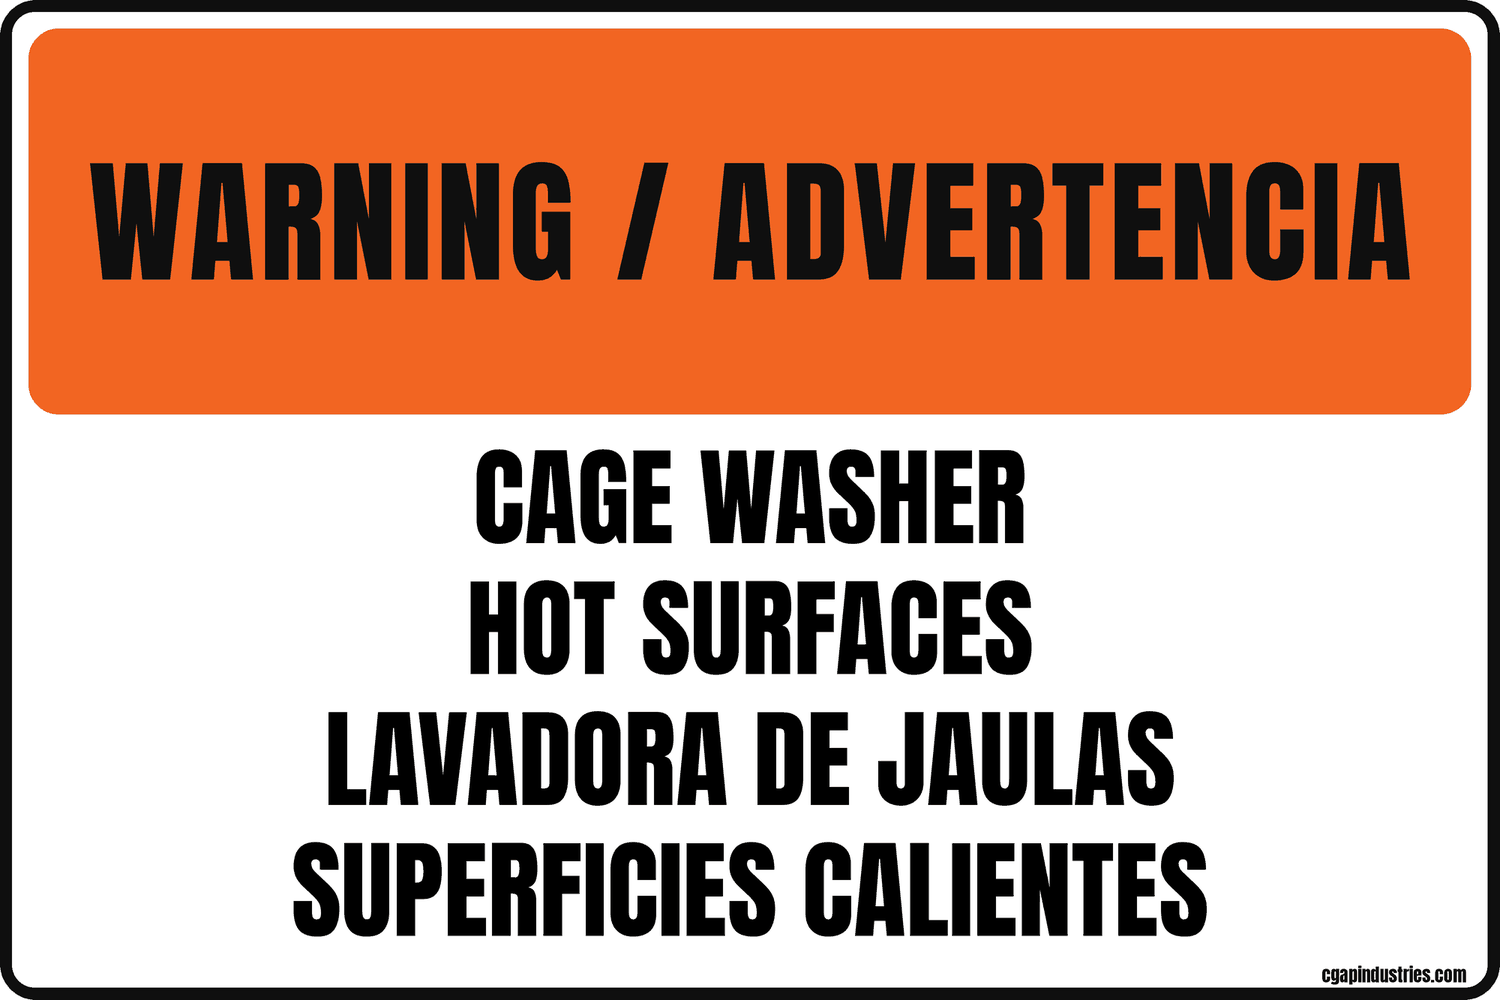 WARNING / ADVERTENCIA
CAGE WASHER
HOT SURFACES
LAVADORA DE JAULAS
SUPERFICIES CALIENTES
cgapindustries.com